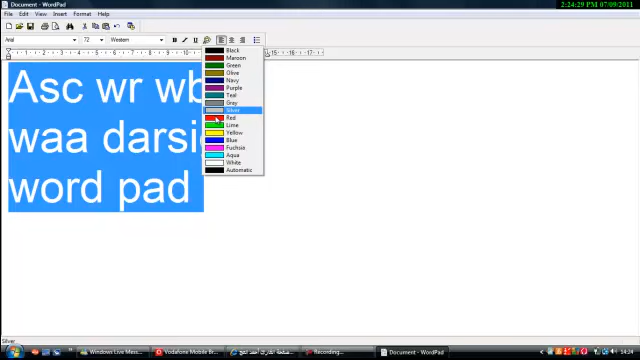 Document - WordPad
2:24:29 PM 07/09/2011
File Edit View Insert Format Help
Arial 72 Western B U
Black
Maroon
Green
Olive
Navy
Purple
Teal
Gray
Silver
Red
Lime
Yellow
Blue
Fuchsia
Aqua
White
Automatic
Asc wr wb
waa darsi
word pad
Windows Live Mess...
Vodafone Mobile Br...
Recording...
Document - WordPad
14:24